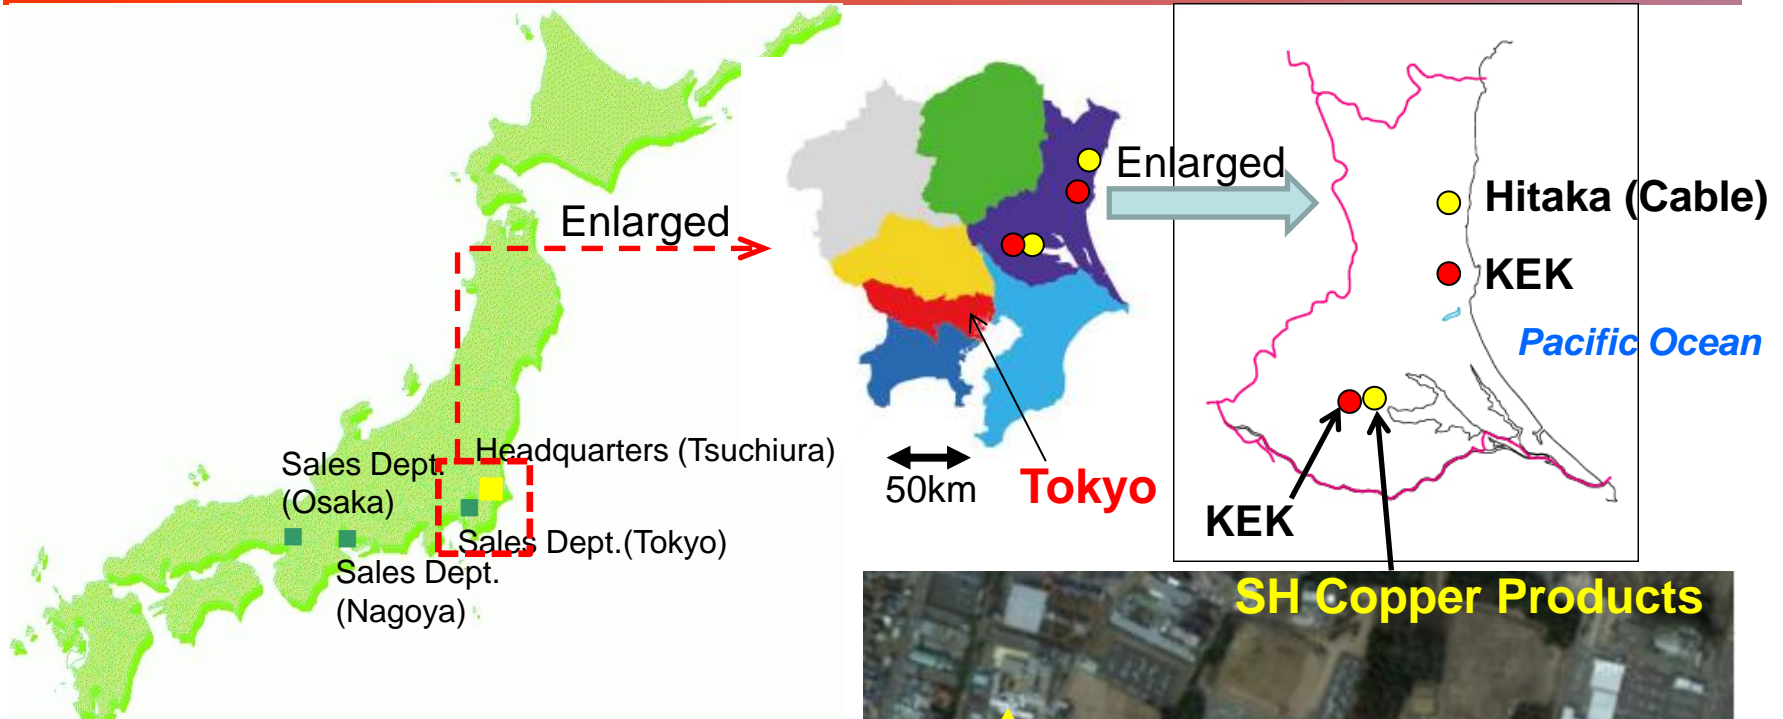 Enlarged
Headquarters (Tsuchiura)
Sales Dept.
(Osaka)
Sales Dept.(Tokyo)
Sales Dept.
(Nagoya)
50km
Tokyo
Enlarged
Hitaka (Cable)
KEK
Pacific Ocean
KEK
SH Copper Products